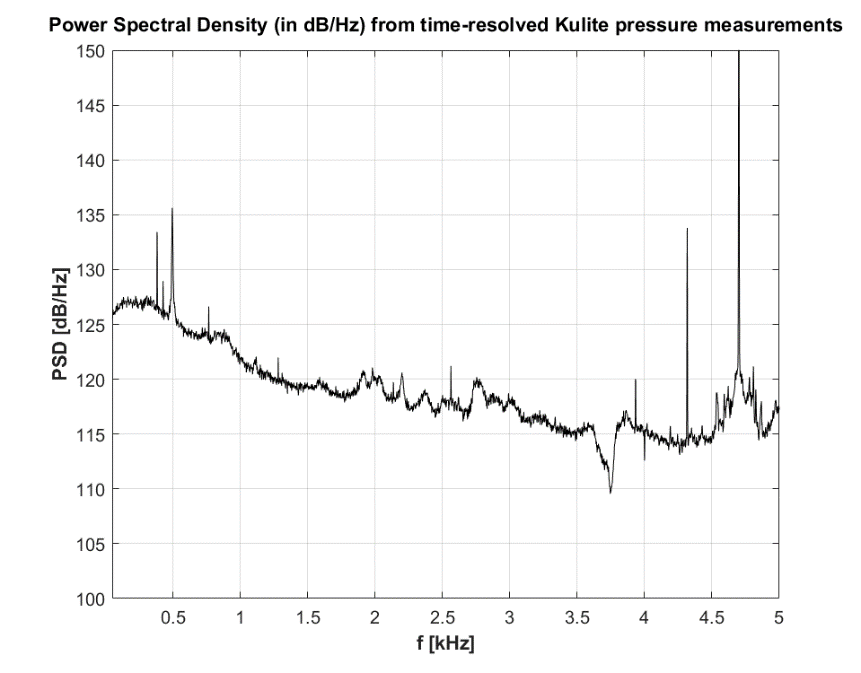 Power Spectral Density (in dB/Hz) from time-resolved Kulite pressure measurements
150
145
140
135
130
125
120
115
110
105
100
PSD [dB/Hz]
0.5 1 1.5 2 2.5 3 3.5 4 4.5 5
f [kHz]